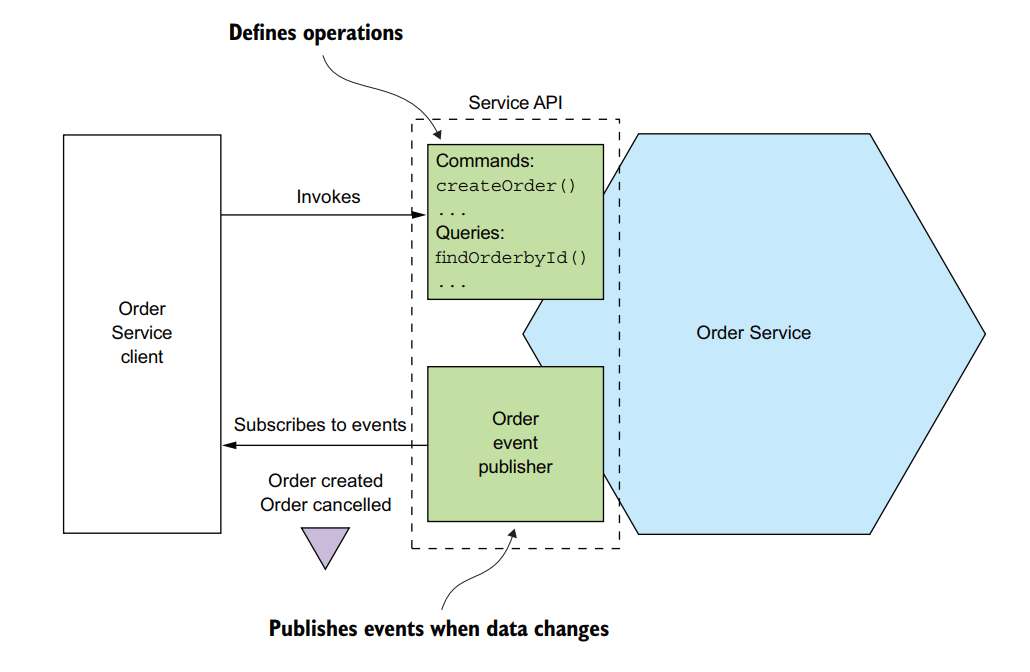 Defines operations
Service API
Commands:
createOrder()
...
Queries:
findOrderbyId()
...
Invokes
Order
Service
client
Order Service
Subscribes to events
Order
event
publisher
Order created
Order cancelled
Publishes events when data changes